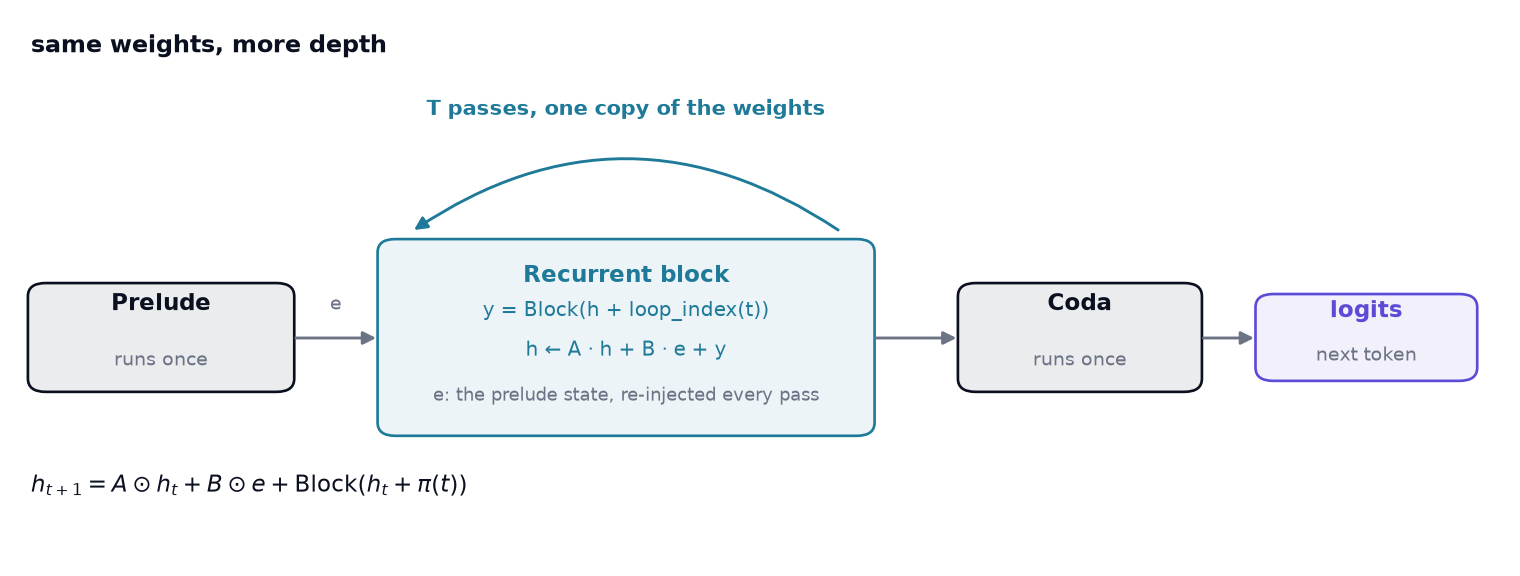 same weights, more depth
T passes, one copy of the weights
Prelude
runs once
e
Recurrent block
y = Block(h + loop_index(t))
h ← A · h + B · e + y
e: the prelude state, re-injected every pass
Coda
runs once
logits
next token
h_{t+1} = A ⊙ h_t + B ⊙ e + Block(h_t + π(t))